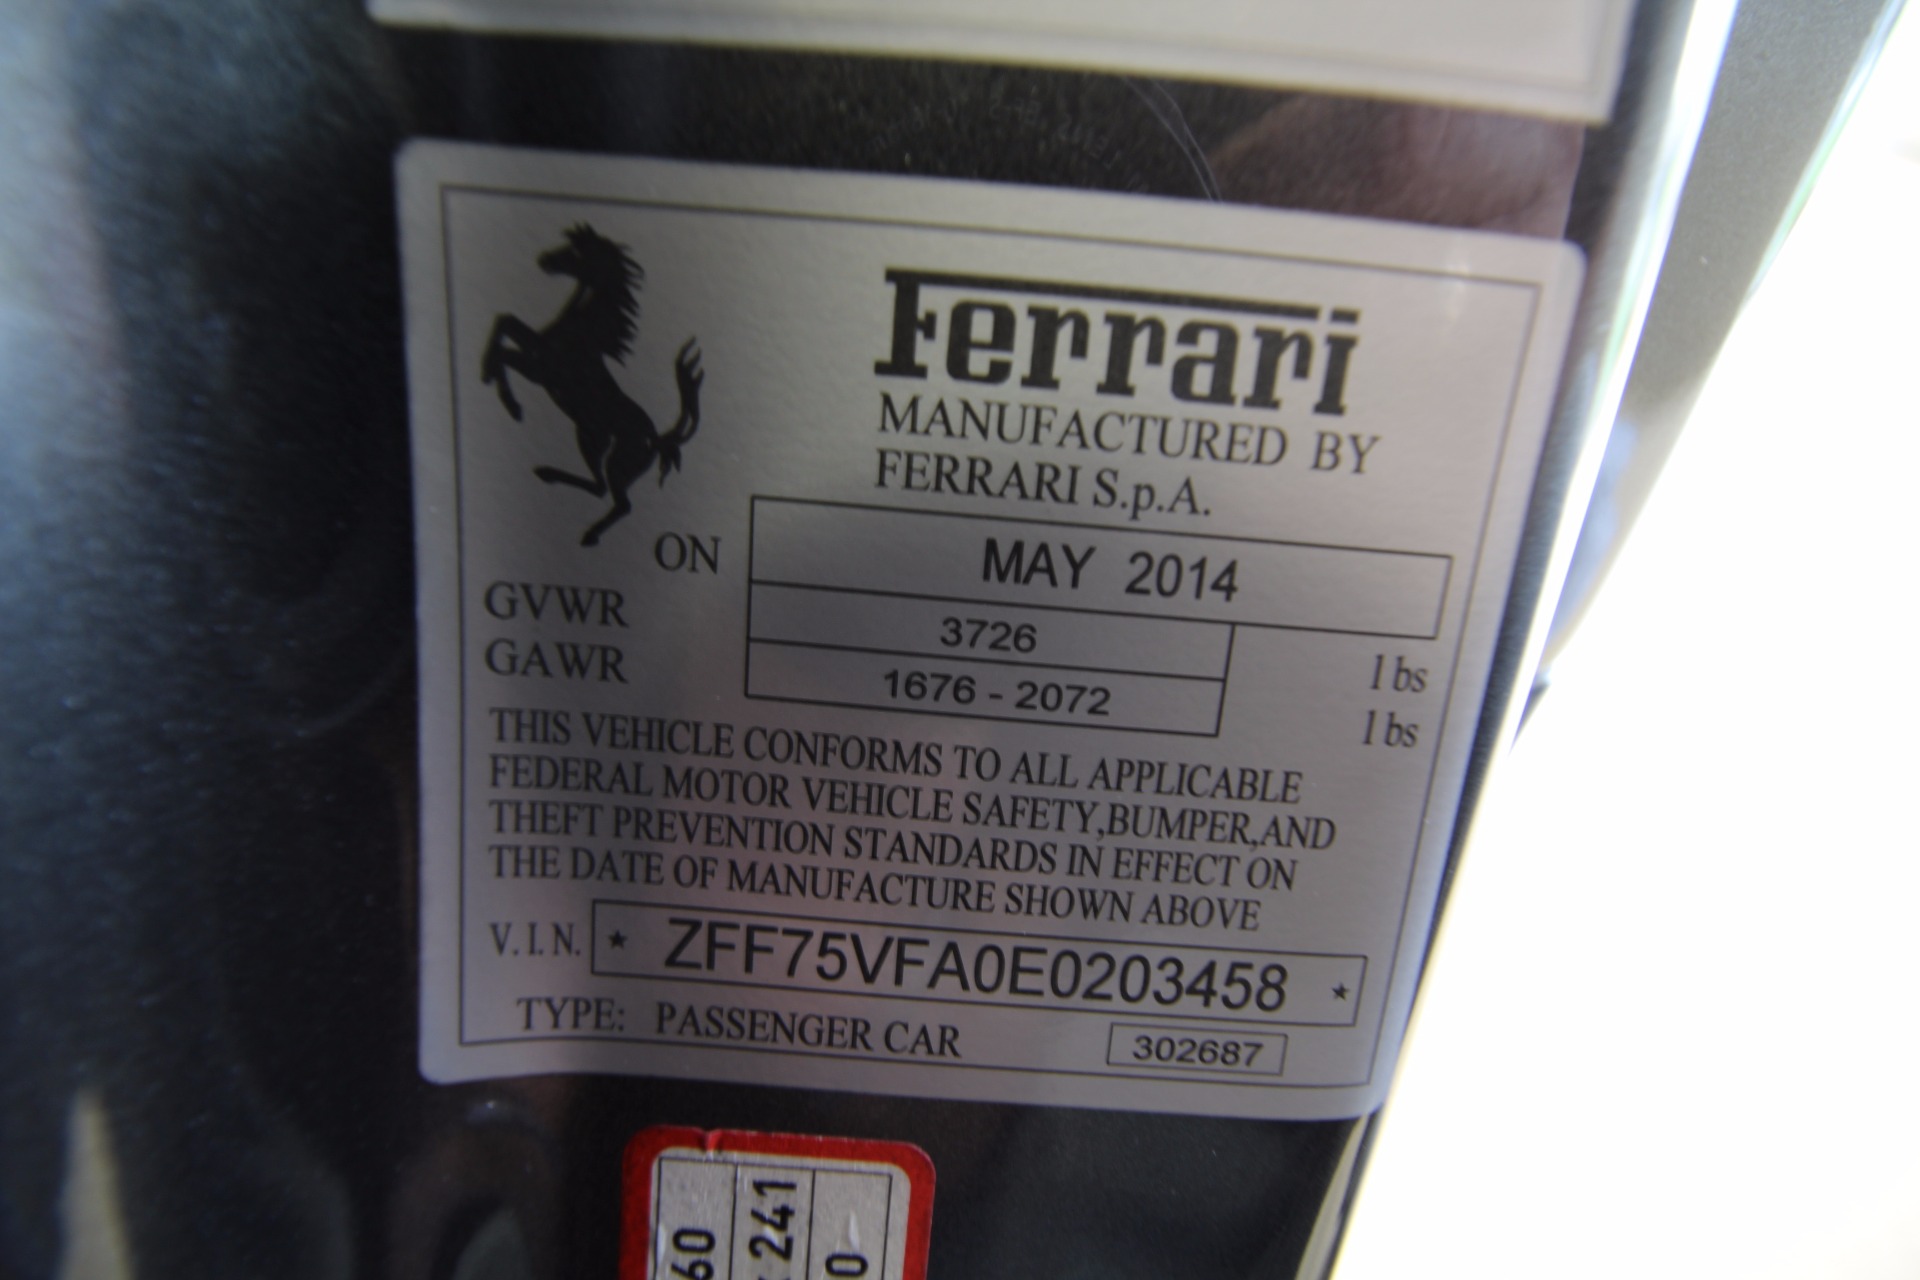 Ferrari
MANUFACTURED BY
FERRARI S.p.A.
ON MAY 2014
GVWR 3726 lbs
GAWR 1676 - 2072 lbs
THIS VEHICLE CONFORMS TO ALL APPLICABLE
FEDERAL MOTOR VEHICLE SAFETY,BUMPER,AND
THEFT PREVENTION STANDARDS IN EFFECT ON
THE DATE OF MANUFACTURE SHOWN ABOVE
V.I.N. ★ ZFF75VFA0E0203458 ★
TYPE: PASSENGER CAR 302687
60
241
0